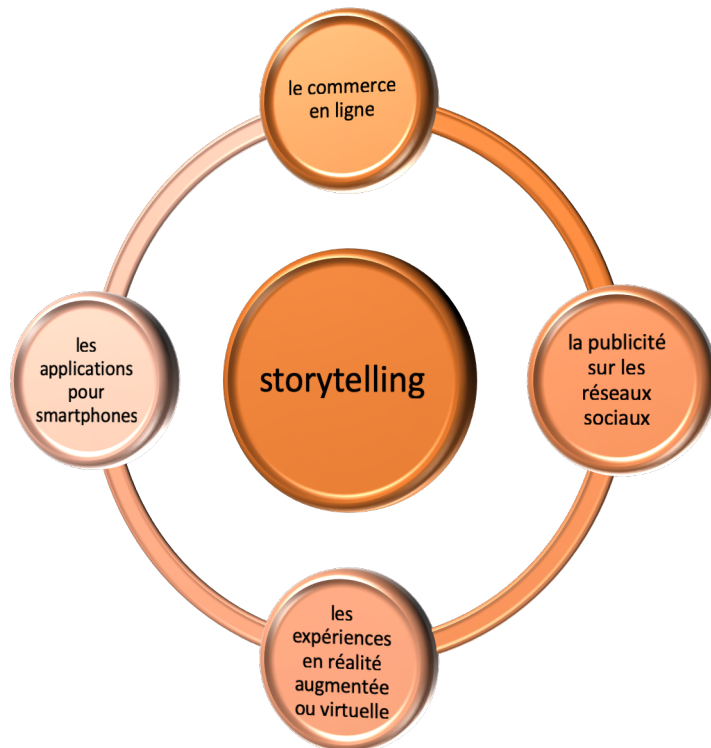 le commerce
en ligne
storytelling
la publicité
sur les
réseaux
sociaux
les
expériences
en réalité
augmentée
ou virtuelle
les
applications
pour
smartphones